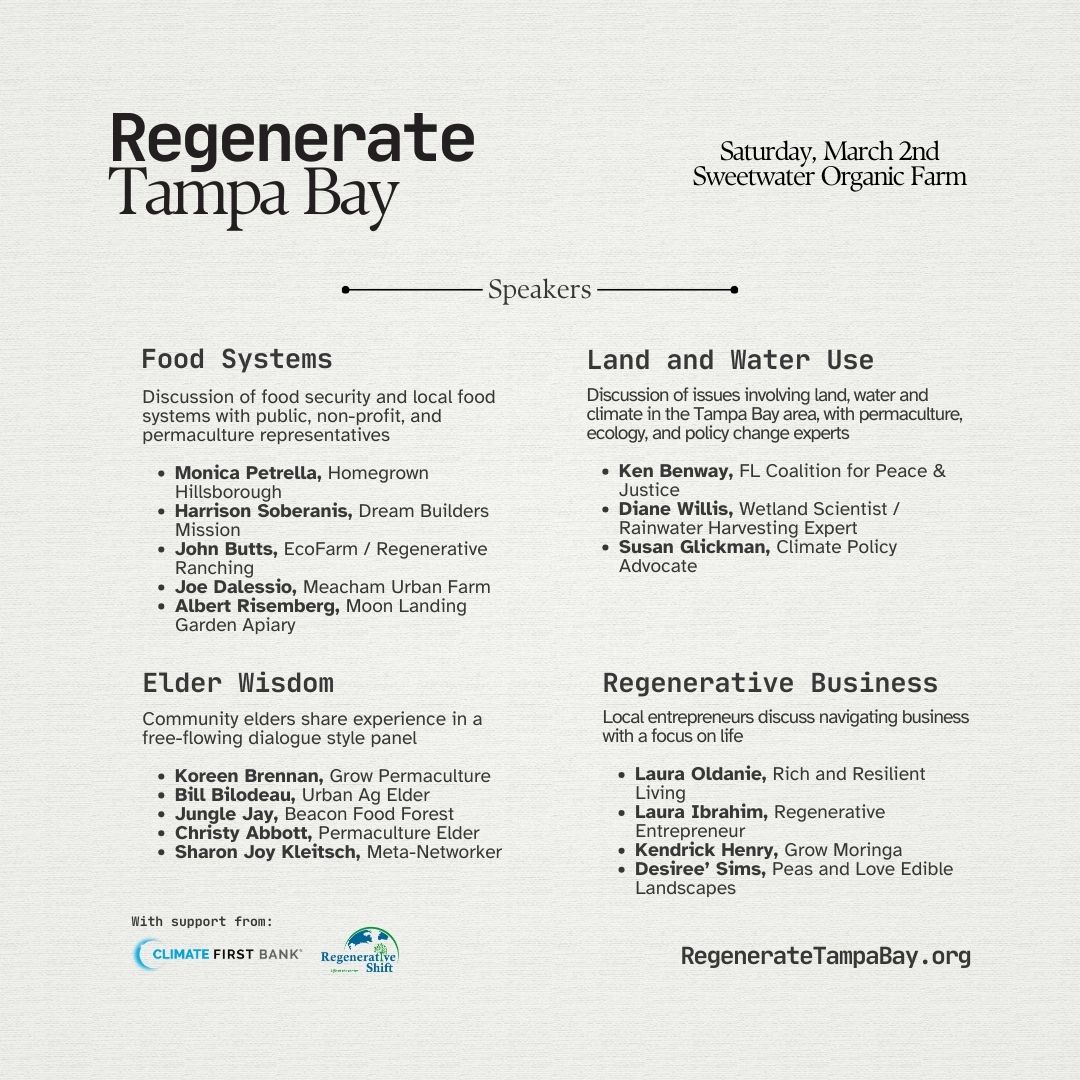 Regenerate
Tampa Bay
Saturday, March 2nd
Sweetwater Organic Farm
Speakers
Food Systems
Discussion of food security and local food
systems with public, non-profit, and
permaculture representatives
• Monica Petrella, Homegrown
Hillsborough
• Harrison Soberanis, Dream Builders
Mission
• John Butts, EcoFarm / Regenerative
Ranching
• Joe Dalessio, Meacham Urban Farm
• Albert Risemberg, Moon Landing
Garden Apiary
Land and Water Use
Discussion of issues involving land, water and
climate in the Tampa Bay area, with permaculture,
ecology, and policy change experts
• Ken Benway, FL Coalition for Peace &
Justice
• Diane Willis, Wetland Scientist /
Rainwater Harvesting Expert
• Susan Glickman, Climate Policy
Advocate
Elder Wisdom
Community elders share experience in a
free-flowing dialogue style panel
• Koreen Brennan, Grow Permaculture
• Bill Bilodeau, Urban Ag Elder
• Jungle Jay, Beacon Food Forest
• Christy Abbott, Permaculture Elder
• Sharon Joy Kleitsch, Meta-Networker
Regenerative Business
Local entrepreneurs discuss navigating business
with a focus on life
• Laura Oldanie, Rich and Resilient
Living
• Laura Ibrahim, Regenerative
Entrepreneur
• Kendrick Henry, Grow Moringa
• Desiree’ Sims, Peas and Love Edible
Landscapes
With support from:
CLIMATE FIRST BANK
Regenerative
Shift
RegenerateTampaBay.org